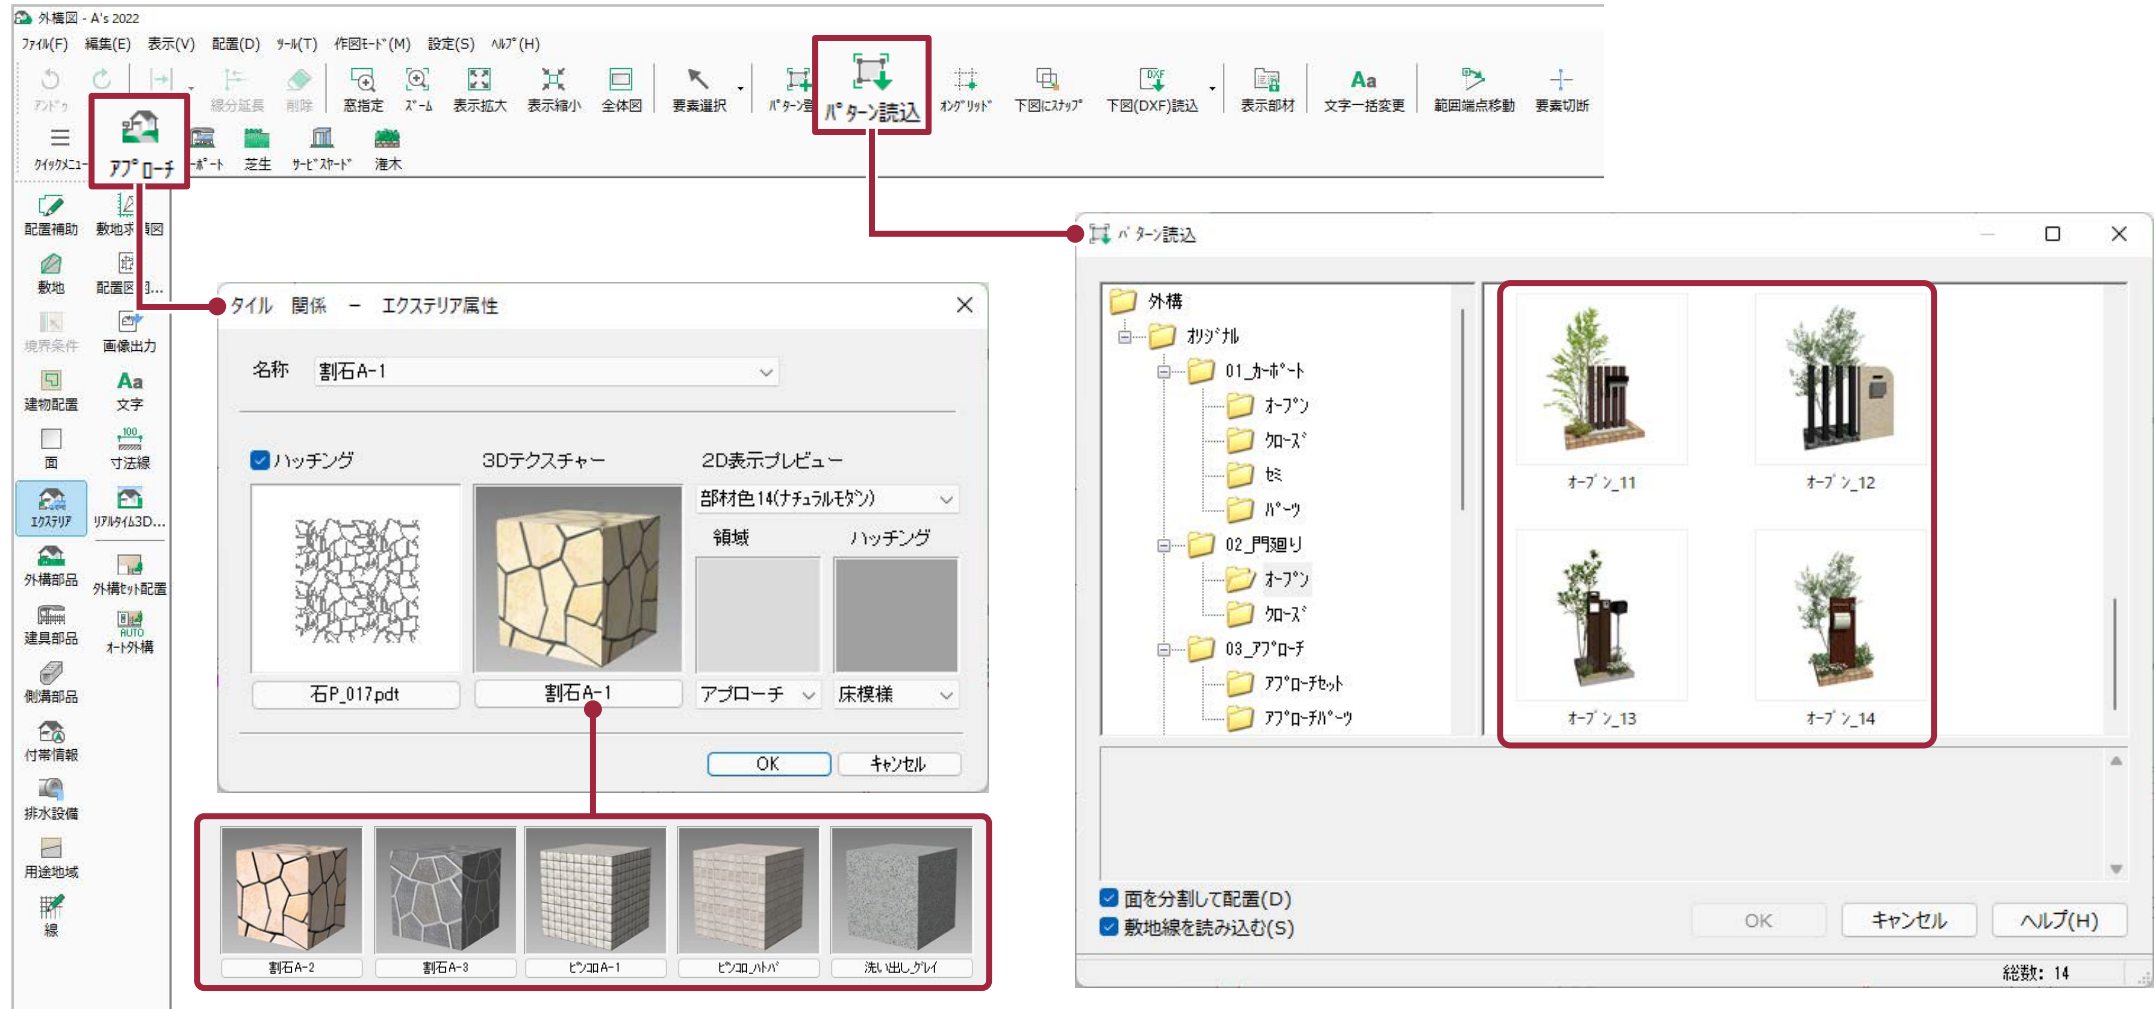 外構図 - A's 2022
ﾌｧｲﾙ(F) 編集(E) 表示(V) 配置(D) ﾂｰﾙ(T) 作図ﾓｰﾄﾞ(M) 設定(S) ﾍﾙﾌﾟ(H)
ｱﾝﾄﾞｩ 線分延長 削除 窓指定 ｽﾞｰﾑ 表示拡大 表示縮小 全体図 要素選択 ﾊﾟﾀｰﾝ登 ﾊﾟﾀｰﾝ読込 ｵﾝｸﾞﾘｯﾄﾞ 下図にｽﾅｯﾌﾟ 下図(DXF)読込 表示部材 文字一括変更 範囲端点移動 要素切断
ｸｲｯｸﾒﾆｭｰ ｱﾌﾟﾛｰﾁ ｰﾎﾟｰﾄ 芝生 ｻｰﾋﾞｽﾔｰﾄﾞ 潅木
配置補助 敷地求積図
敷地 配置図図...
境界条件 画像出力
建物配置 文字
面 寸法線
ｴｸｽﾃﾘｱ ﾘｱﾙﾀｲﾑ3D...
外構部品 外構ｾｯﾄ配置
建具部品 ｵｰﾄ外構
側溝部品
付帯情報
排水設備
用途地域
線
タイル 関係 － エクステリア属性
名称 割石A-1
ハッチング 3Dテクスチャー 2D表示プレビュー
部材色14(ﾅﾁｭﾗﾙﾓﾀﾞﾝ)
領域 ハッチング
石P_017.pdt 割石A-1 アプローチ 床模様
OK ｷｬﾝｾﾙ
割石A-2 割石A-3 ﾋﾟﾝｺﾛA-1 ﾋﾟﾝｺﾛ_ﾊﾄﾊﾞ 洗い出し_ｸﾞﾚｲ
ﾊﾟﾀｰﾝ読込
外構
ｵﾘｼﾞﾅﾙ
01_ｶｰﾎﾟｰﾄ
ｵｰﾌﾟﾝ
ｸﾛｰｽﾞ
ｾﾐ
ﾊﾟｰﾂ
02_門廻り
ｵｰﾌﾟﾝ
ｸﾛｰｽﾞ
03_ｱﾌﾟﾛｰﾁ
ｱﾌﾟﾛｰﾁｾｯﾄ
ｱﾌﾟﾛｰﾁﾊﾟｰﾂ
ｵｰﾌﾟﾝ_11 ｵｰﾌﾟﾝ_12
ｵｰﾌﾟﾝ_13 ｵｰﾌﾟﾝ_14
面を分割して配置(D)
敷地線を読み込む(S)
OK キャンセル ヘルプ(H)
総数: 14